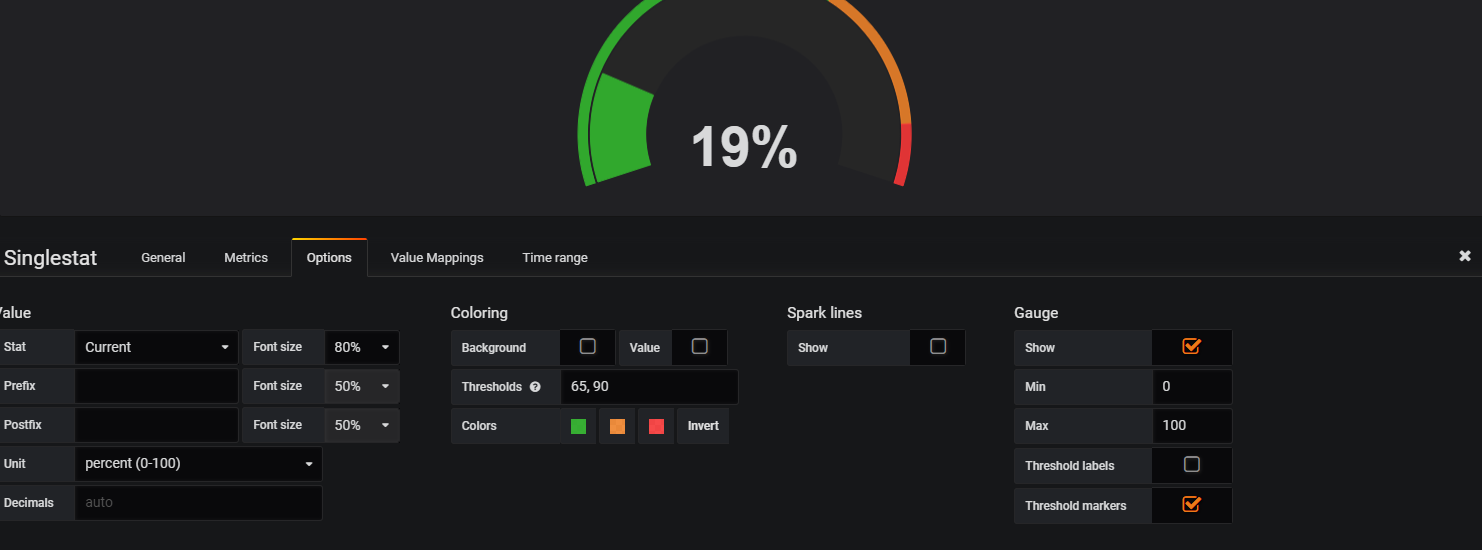 19%
Singlestat General Metrics Options Value Mappings Time range ✖
Value Coloring Spark lines Gauge
Stat Current Font size 80% Background Value Show Show
Prefix Font size 50% Thresholds ? 65, 90 Min 0
Postfix Font size 50% Colors Invert Max 100
Unit percent (0-100) Threshold labels
Decimals auto Threshold markers